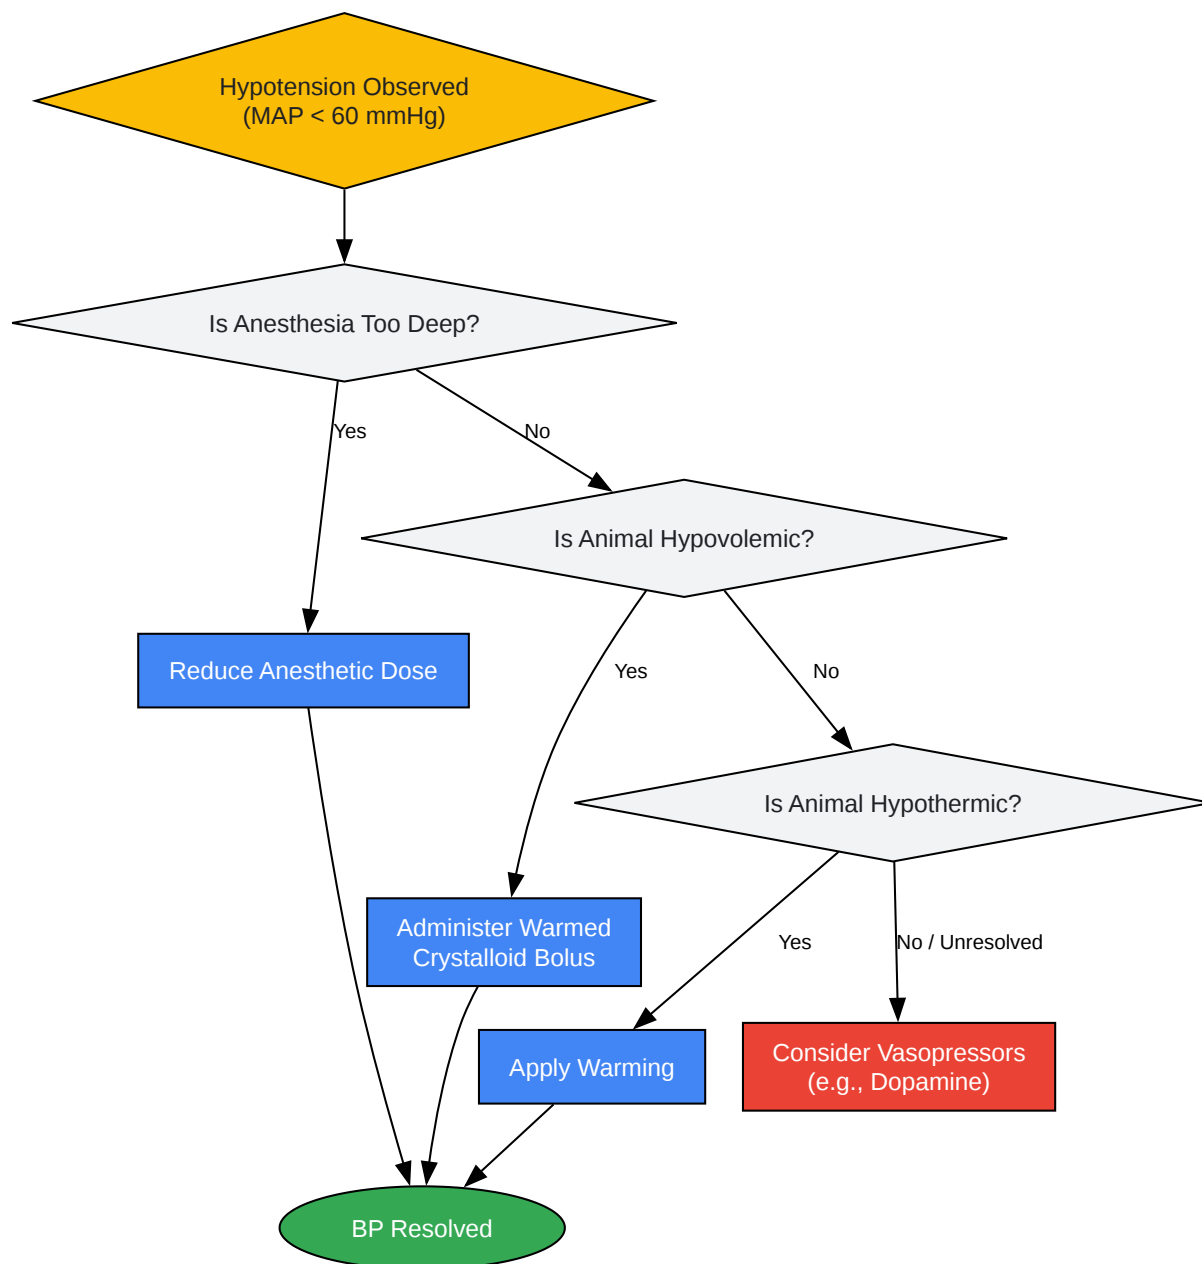 Hypotension Observed
(MAP < 60 mmHg)
Is Anesthesia Too Deep?
Yes
No
Is Animal Hypovolemic?
Reduce Anesthetic Dose
Yes
No
Is Animal Hypothermic?
Administer Warmed
Crystalloid Bolus
Yes
No / Unresolved
Apply Warming
Consider Vasopressors
(e.g., Dopamine)
BP Resolved